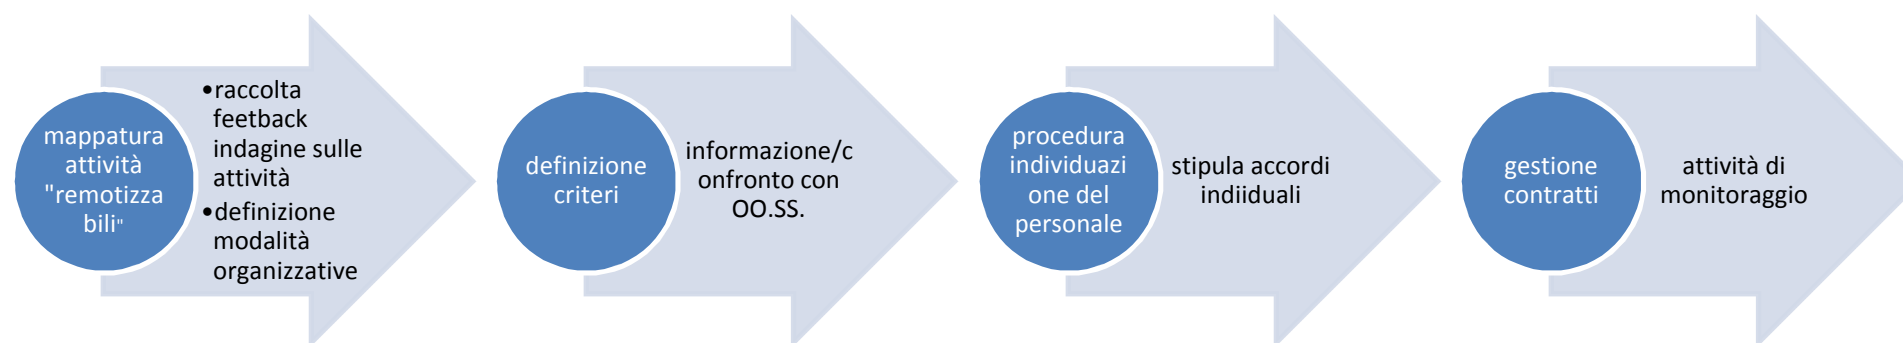 mappatura
attività
"remotizza
bili"
•raccolta
feetback
indagine sulle
attività
•definizione
modalità
organizzative
definizione
criteri
informazione/c
onfronto con
OO.SS.
procedura
individuazi
one del
personale
stipula accordi
indiiduali
gestione
contratti
attività di
monitoraggio